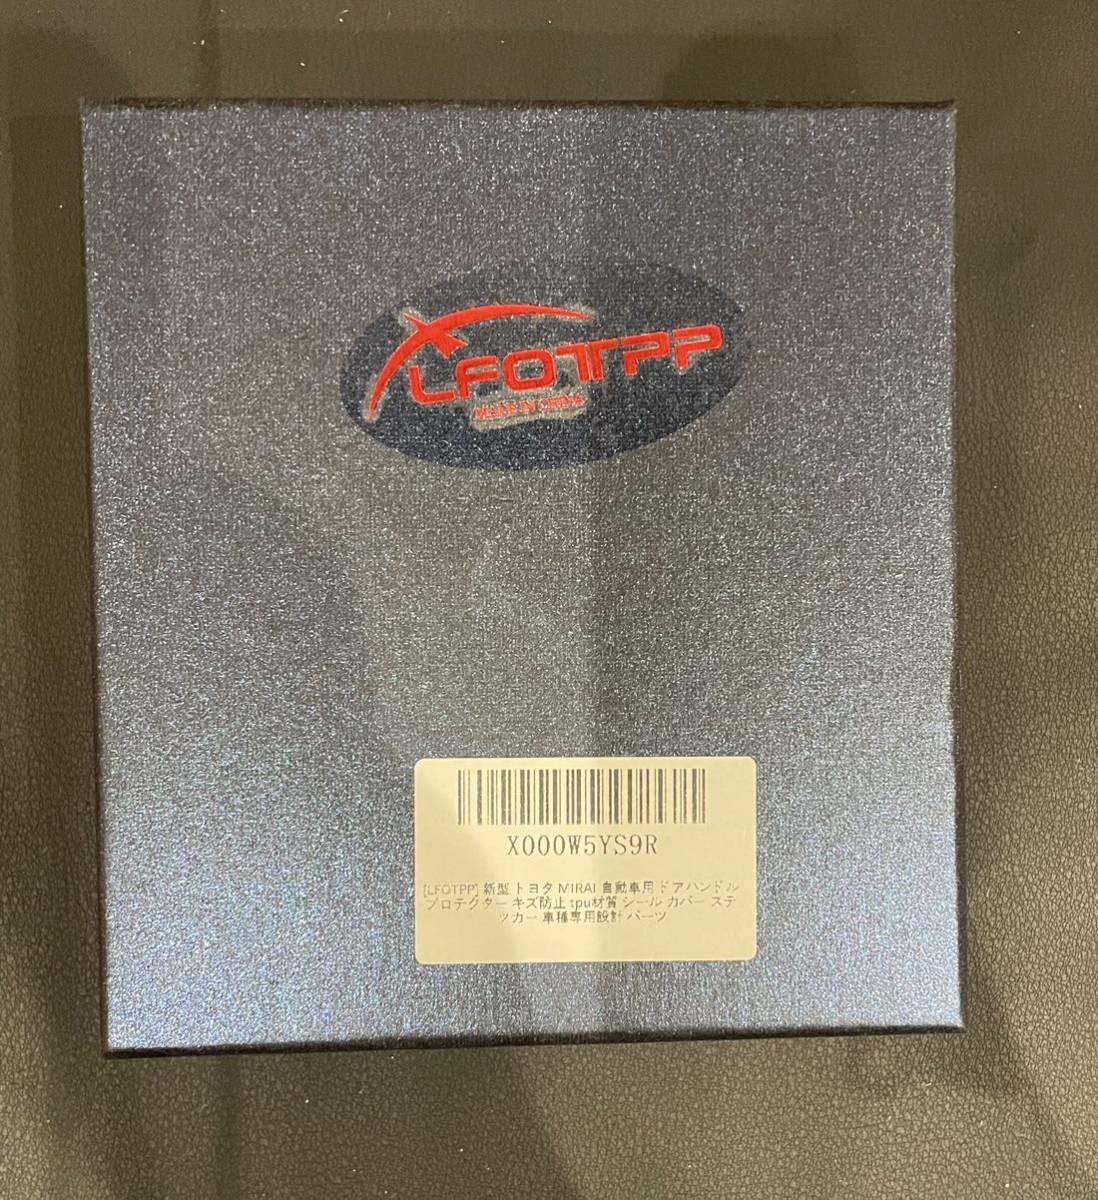 LFOTPP
MADE IN CHINA
X000W5YS9R
[LFOTPP] 新型 トヨタ MIRAI 自動車用 ドアハンドル
プロテクター キズ防止 tpu材質 シール カバー ステ
ッカー 車種専用設計 パーツ